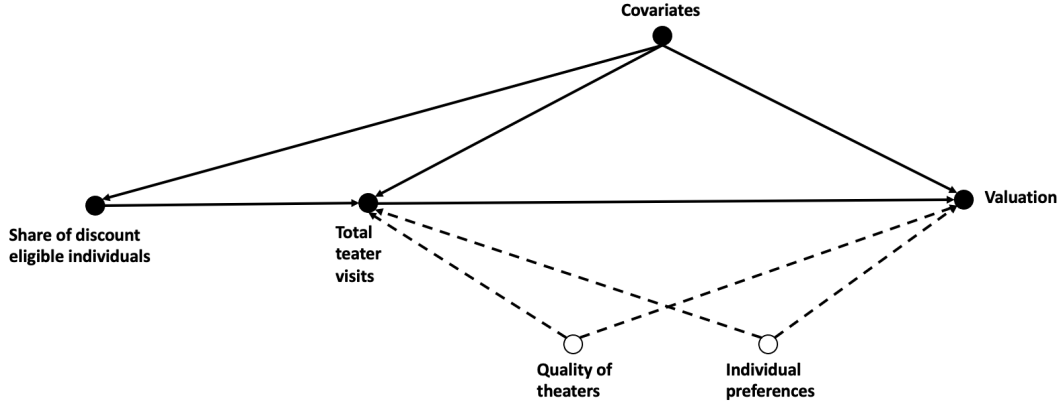 Covariates
Valuation
Share of discount
eligible individuals
Total
teater
visits
Quality of
theaters
Individual
preferences